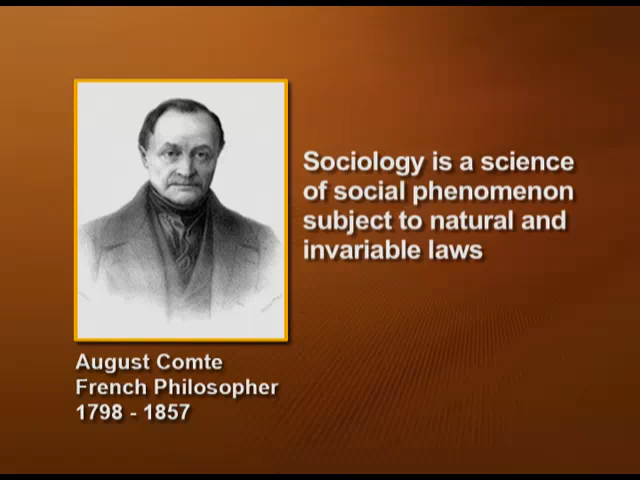 Sociology is a science
of social phenomenon
subject to natural and
invariable laws
August Comte
French Philosopher
1798 - 1857